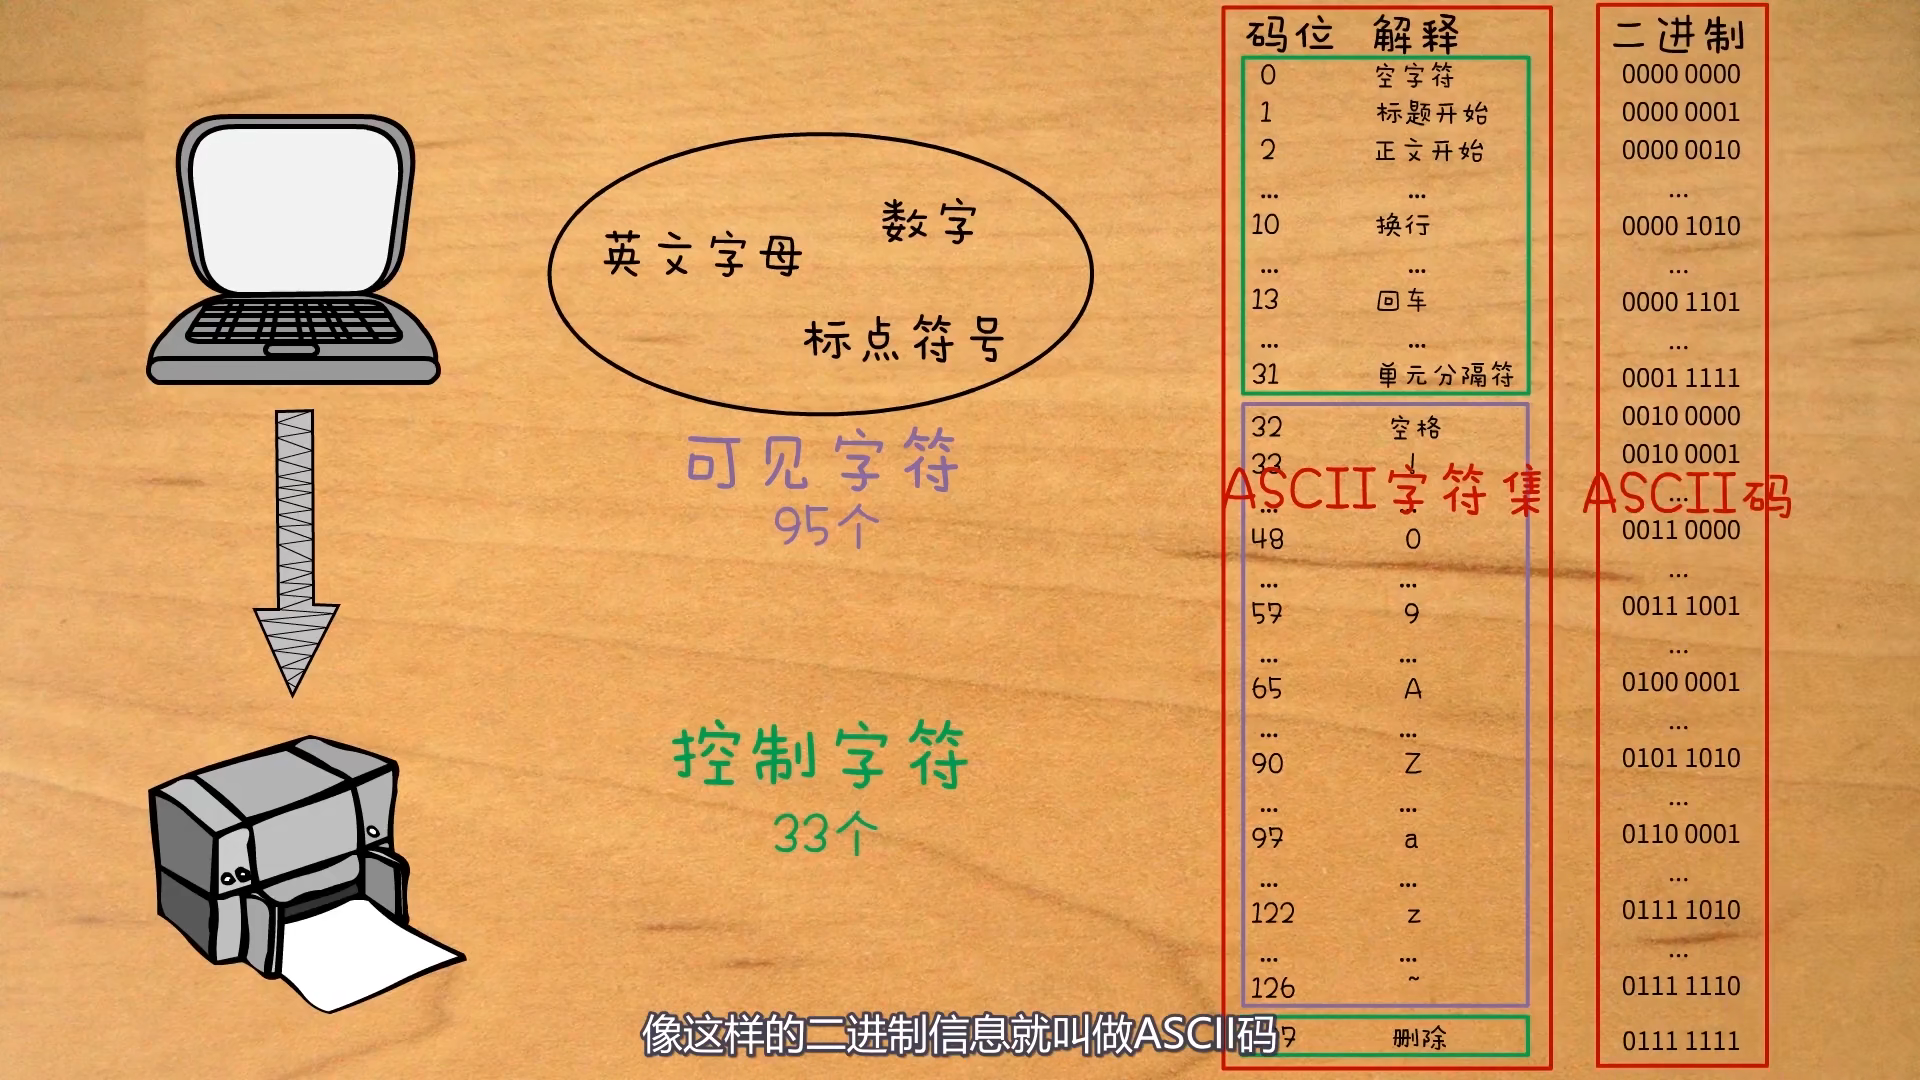 英文字母
数字
标点符号
可见字符
95个
控制字符
33个
码位 解释
0 空字符
1 标题开始
2 正文开始
... ...
10 换行
... ...
13 回车
... ...
31 单元分隔符
32 空格
33 !
ASCII字符集
... ...
48 0
... ...
57 9
... ...
65 A
... ...
90 Z
... ...
97 a
... ...
122 z
... ...
126 ~
删除
二进制
0000 0000
0000 0001
0000 0010
...
0000 1010
...
0000 1101
...
0001 1111
0010 0000
0010 0001
ASCII码
...
0011 0000
...
0011 1001
...
0100 0001
...
0101 1010
...
0110 0001
...
0111 1010
...
0111 1110
0111 1111
像这样的二进制信息就叫做ASCII码